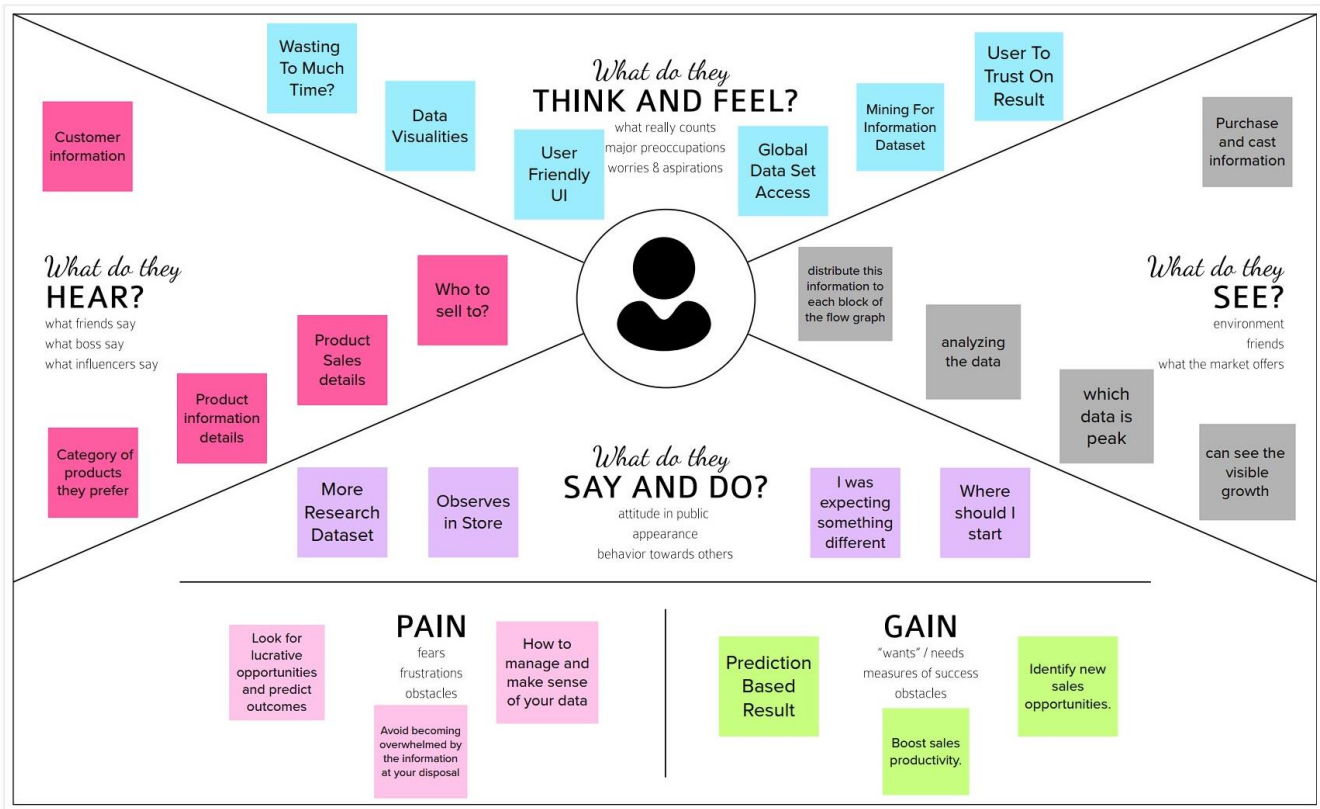 What do they
THINK AND FEEL?
what really counts
major preoccupations
worries & aspirations
Wasting
To Much
Time?
Data
Visualities
User
Friendly
UI
Global
Data Set
Access
Mining For
Information
Dataset
User To
Trust On
Result
What do they
HEAR?
what friends say
what boss say
what influencers say
Customer
information
Who to
sell to?
Product
Sales
details
Product
information
details
Category of
products
they prefer
What do they
SEE?
environment
friends
what the market offers
Purchase
and cast
information
distribute this
information to
each block of
the flow graph
analyzing
the data
which
data is
peak
can see the
visible
growth
What do they
SAY AND DO?
attitude in public
appearance
behavior towards others
More
Research
Dataset
Observes
in Store
I was
expecting
something
different
Where
should I
start
PAIN
fears
frustrations
obstacles
Look for
lucrative
opportunities
and predict
outcomes
Avoid becoming
overwhelmed by
the information
at your disposal
How to
manage and
make sense
of your data
GAIN
"wants" / needs
measures of success
obstacles
Prediction
Based
Result
Boost sales
productivity.
Identify new
sales
opportunities.